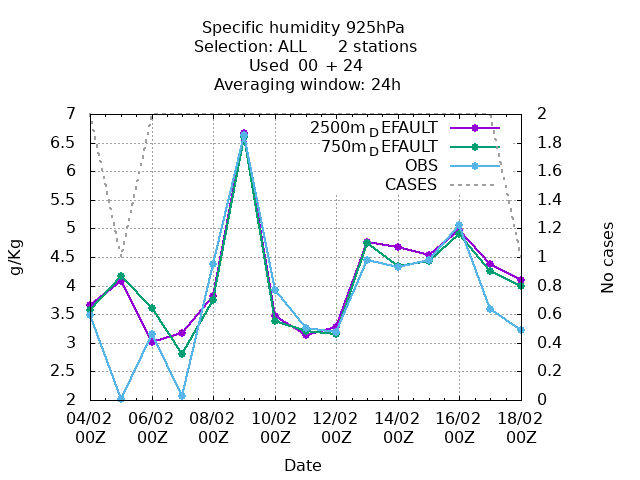 Specific humidity 925hPa
Selection: ALL 2 stations
Used 00 + 24
Averaging window: 24h
7 2
6.5 1.8
6 1.6
5.5 1.4
5 1.2
4.5 1
4 0.8
3.5 0.6
3 0.4
2.5 0.2
2 0
2500m DEFAULT
750m DEFAULT
OBS
CASES
g/Kg
No cases
04/02 06/02 08/02 10/02 12/02 14/02 16/02 18/02
00Z 00Z 00Z 00Z 00Z 00Z 00Z 00Z
Date